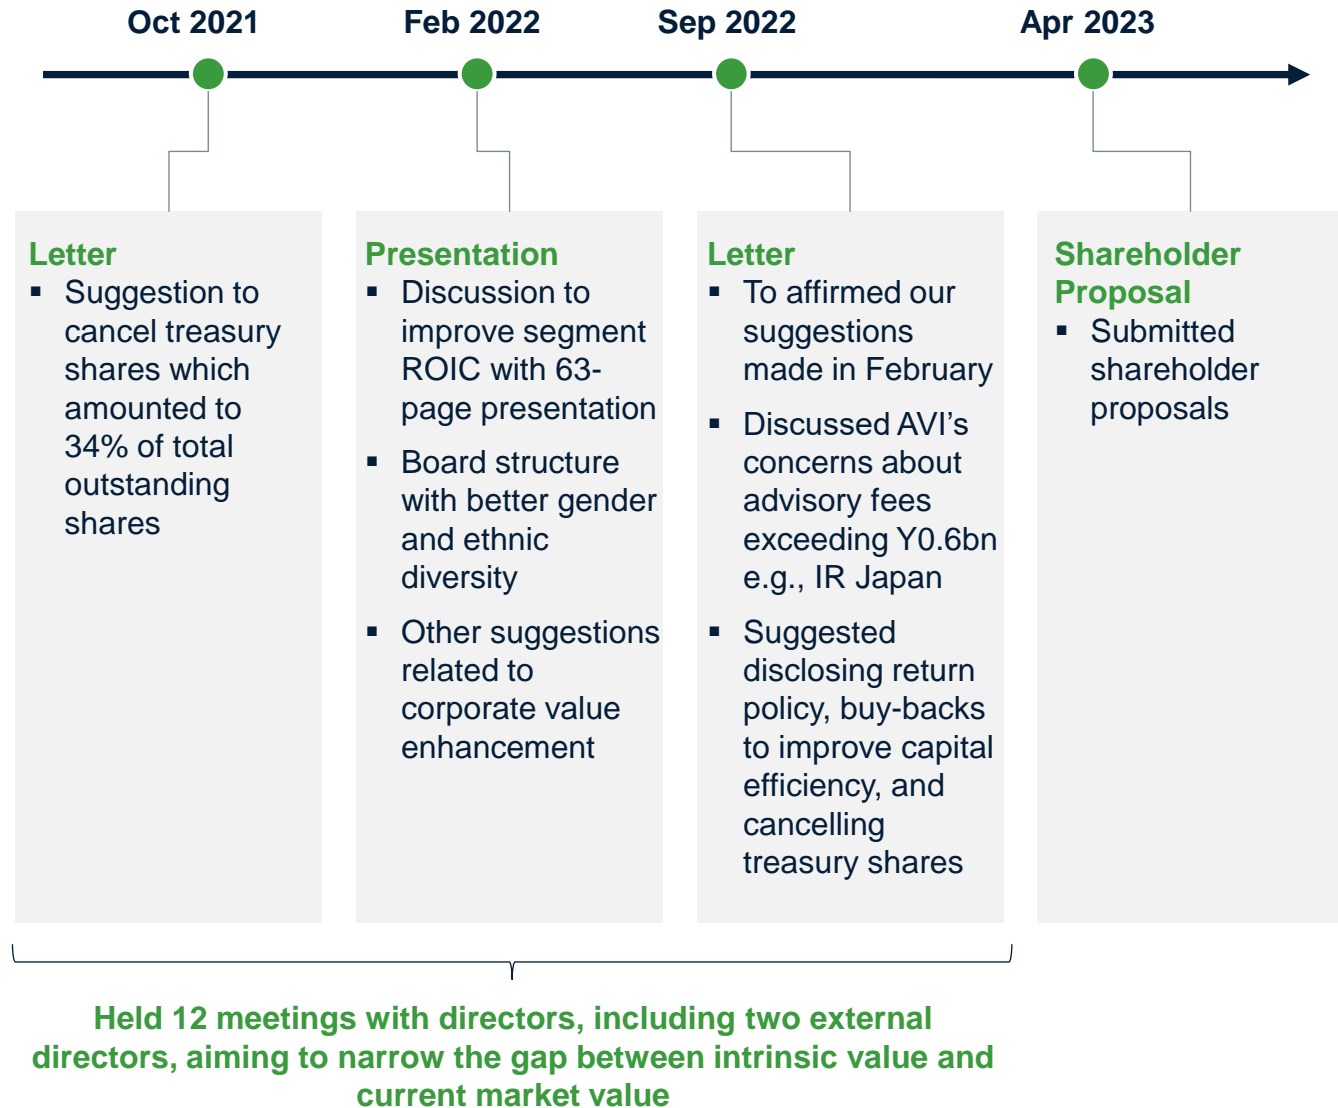 Oct 2021
Feb 2022
Sep 2022
Apr 2023
Letter
▪ Suggestion to
cancel treasury
shares which
amounted to
34% of total
outstanding
shares
Presentation
▪ Discussion to
improve segment
ROIC with 63-
page presentation
▪ Board structure
with better gender
and ethnic
diversity
▪ Other suggestions
related to
corporate value
enhancement
Letter
▪ To affirmed our
suggestions
made in February
▪ Discussed AVI’s
concerns about
advisory fees
exceeding Y0.6bn
e.g., IR Japan
▪ Suggested
disclosing return
policy, buy-backs
to improve capital
efficiency, and
cancelling
treasury shares
Shareholder
Proposal
▪ Submitted
shareholder
proposals
Held 12 meetings with directors, including two external
directors, aiming to narrow the gap between intrinsic value and
current market value